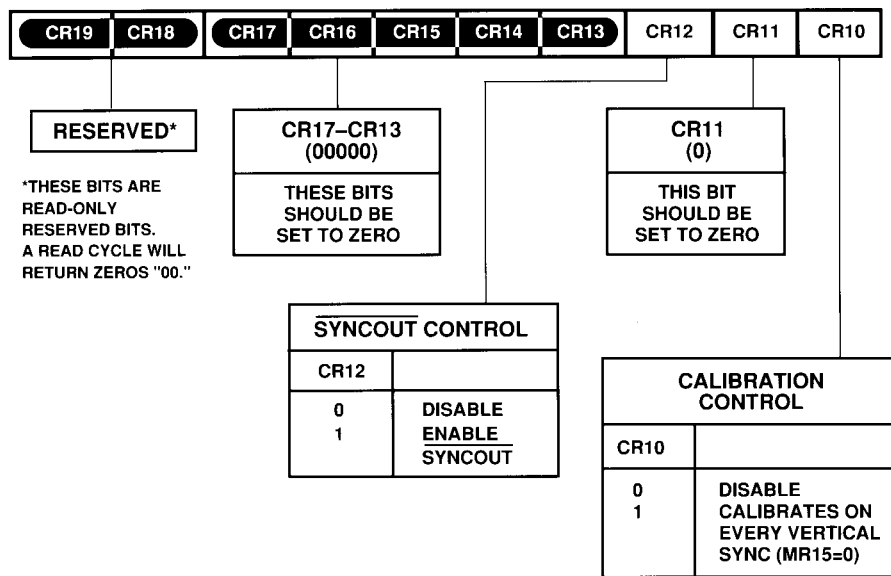 CR19 CR18 CR17 CR16 CR15 CR14 CR13 CR12 CR11 CR10
RESERVED*
*THESE BITS ARE
READ-ONLY
RESERVED BITS.
A READ CYCLE WILL
RETURN ZEROS "00."
CR17–CR13
(00000)
THESE BITS
SHOULD BE
SET TO ZERO
CR11
(0)
THIS BIT
SHOULD BE
SET TO ZERO
SYNCOUT CONTROL
CR12
0 DISABLE
1 ENABLE
SYNCOUT
CALIBRATION
CONTROL
CR10
0 DISABLE
1 CALIBRATES ON
EVERY VERTICAL
SYNC (MR15=0)